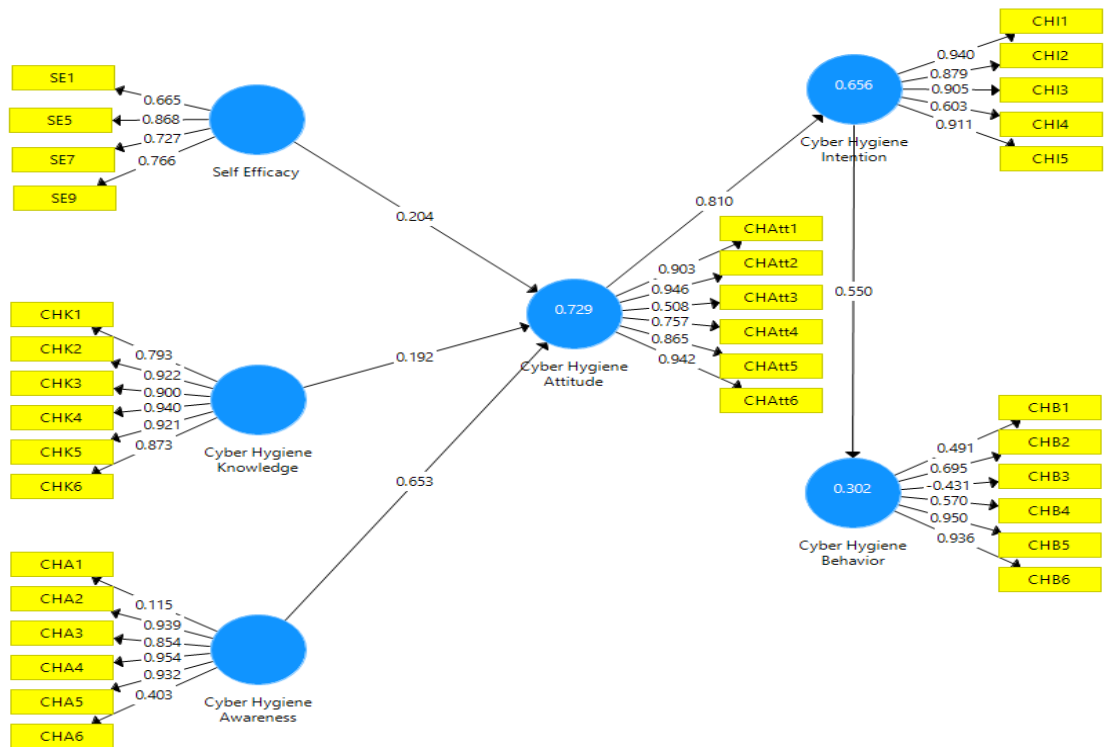 SE1
SE5
SE7
SE9
0.665
0.868
0.727
0.766
Self Efficacy
0.204
CHK1
CHK2
CHK3
CHK4
CHK5
CHK6
0.793
0.922
0.900
0.940
0.921
0.873
Cyber Hygiene
Knowledge
0.192
CHA1
CHA2
CHA3
CHA4
CHA5
CHA6
0.115
0.939
0.854
0.954
0.932
0.403
Cyber Hygiene
Awareness
0.653
0.729
Cyber Hygiene
Attitude
0.903
0.946
0.508
0.757
0.865
0.942
CHAtt1
CHAtt2
CHAtt3
CHAtt4
CHAtt5
CHAtt6
0.810
0.656
Cyber Hygiene
Intention
0.940
0.879
0.905
0.603
0.911
CHI1
CHI2
CHI3
CHI4
CHI5
0.550
0.302
Cyber Hygiene
Behavior
0.491
0.695
-0.431
0.570
0.950
0.936
CHB1
CHB2
CHB3
CHB4
CHB5
CHB6